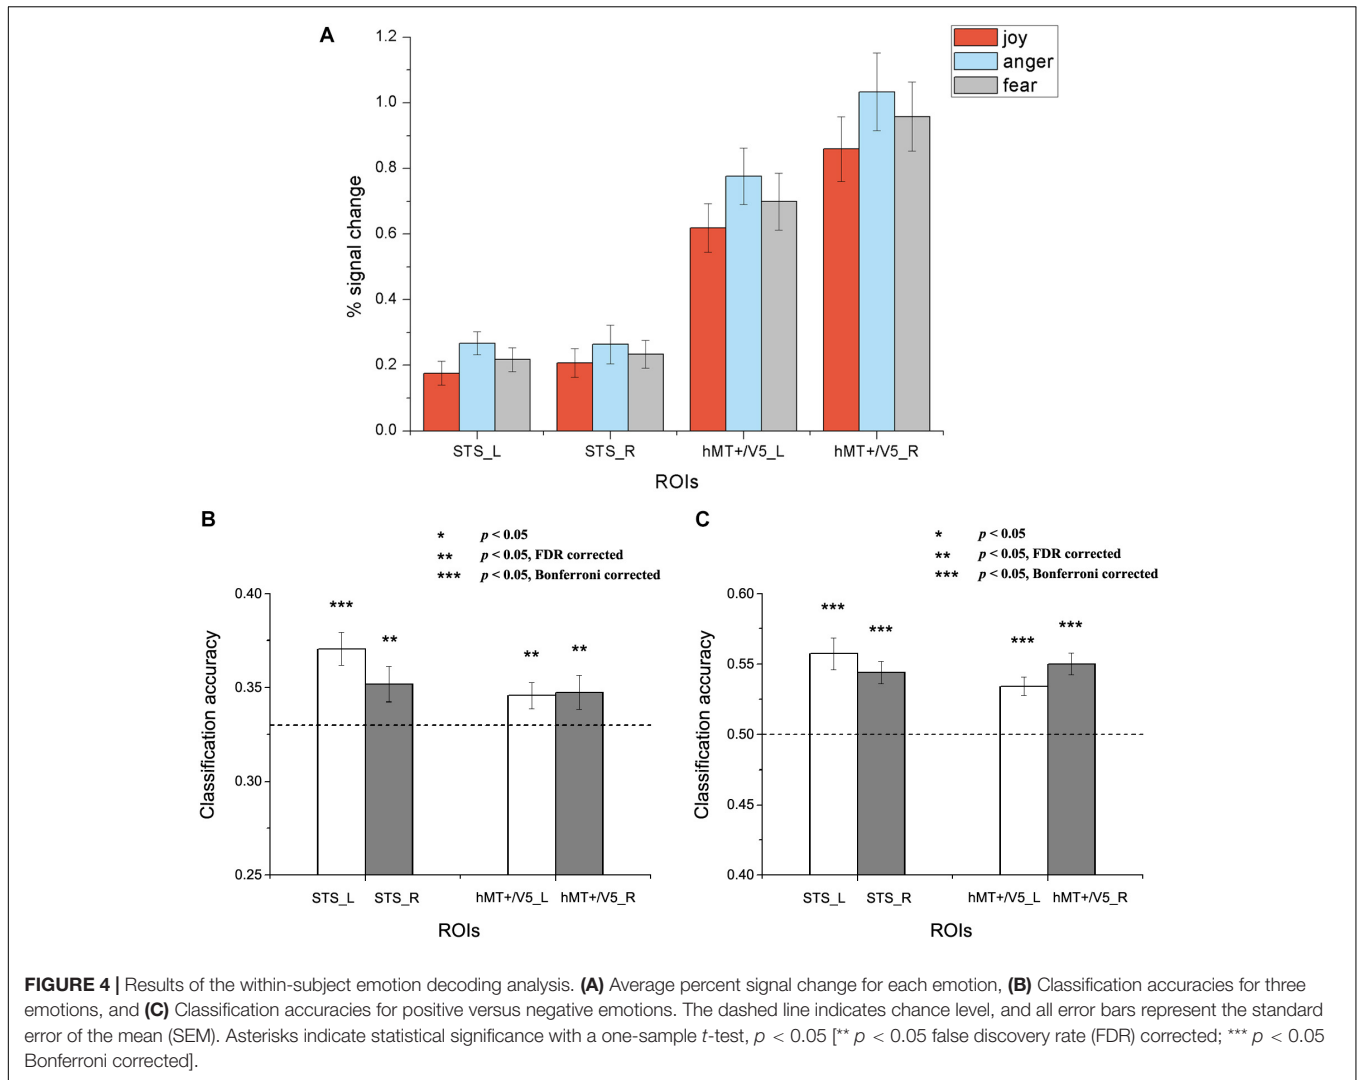 A
joy
anger
fear
1.2
1.0
0.8
0.6
0.4
0.2
0.0
% signal change
STS_L STS_R hMT+/V5_L hMT+/V5_R
ROIs
B
* p < 0.05
** p < 0.05, FDR corrected
*** p < 0.05, Bonferroni corrected
0.40
0.35
0.30
0.25
Classification accuracy
*** ** ** **
STS_L STS_R hMT+/V5_L hMT+/V5_R
ROIs
C
* p < 0.05
** p < 0.05, FDR corrected
*** p < 0.05, Bonferroni corrected
0.60
0.55
0.50
0.45
0.40
Classification accuracy
*** *** *** ***
STS_L STS_R hMT+/V5_L hMT+/V5_R
ROIs
FIGURE 4 | Results of the within-subject emotion decoding analysis. (A) Average percent signal change for each emotion, (B) Classification accuracies for three
emotions, and (C) Classification accuracies for positive versus negative emotions. The dashed line indicates chance level, and all error bars represent the standard
error of the mean (SEM). Asterisks indicate statistical significance with a one-sample t-test, p < 0.05 [** p < 0.05 false discovery rate (FDR) corrected; *** p < 0.05
Bonferroni corrected].